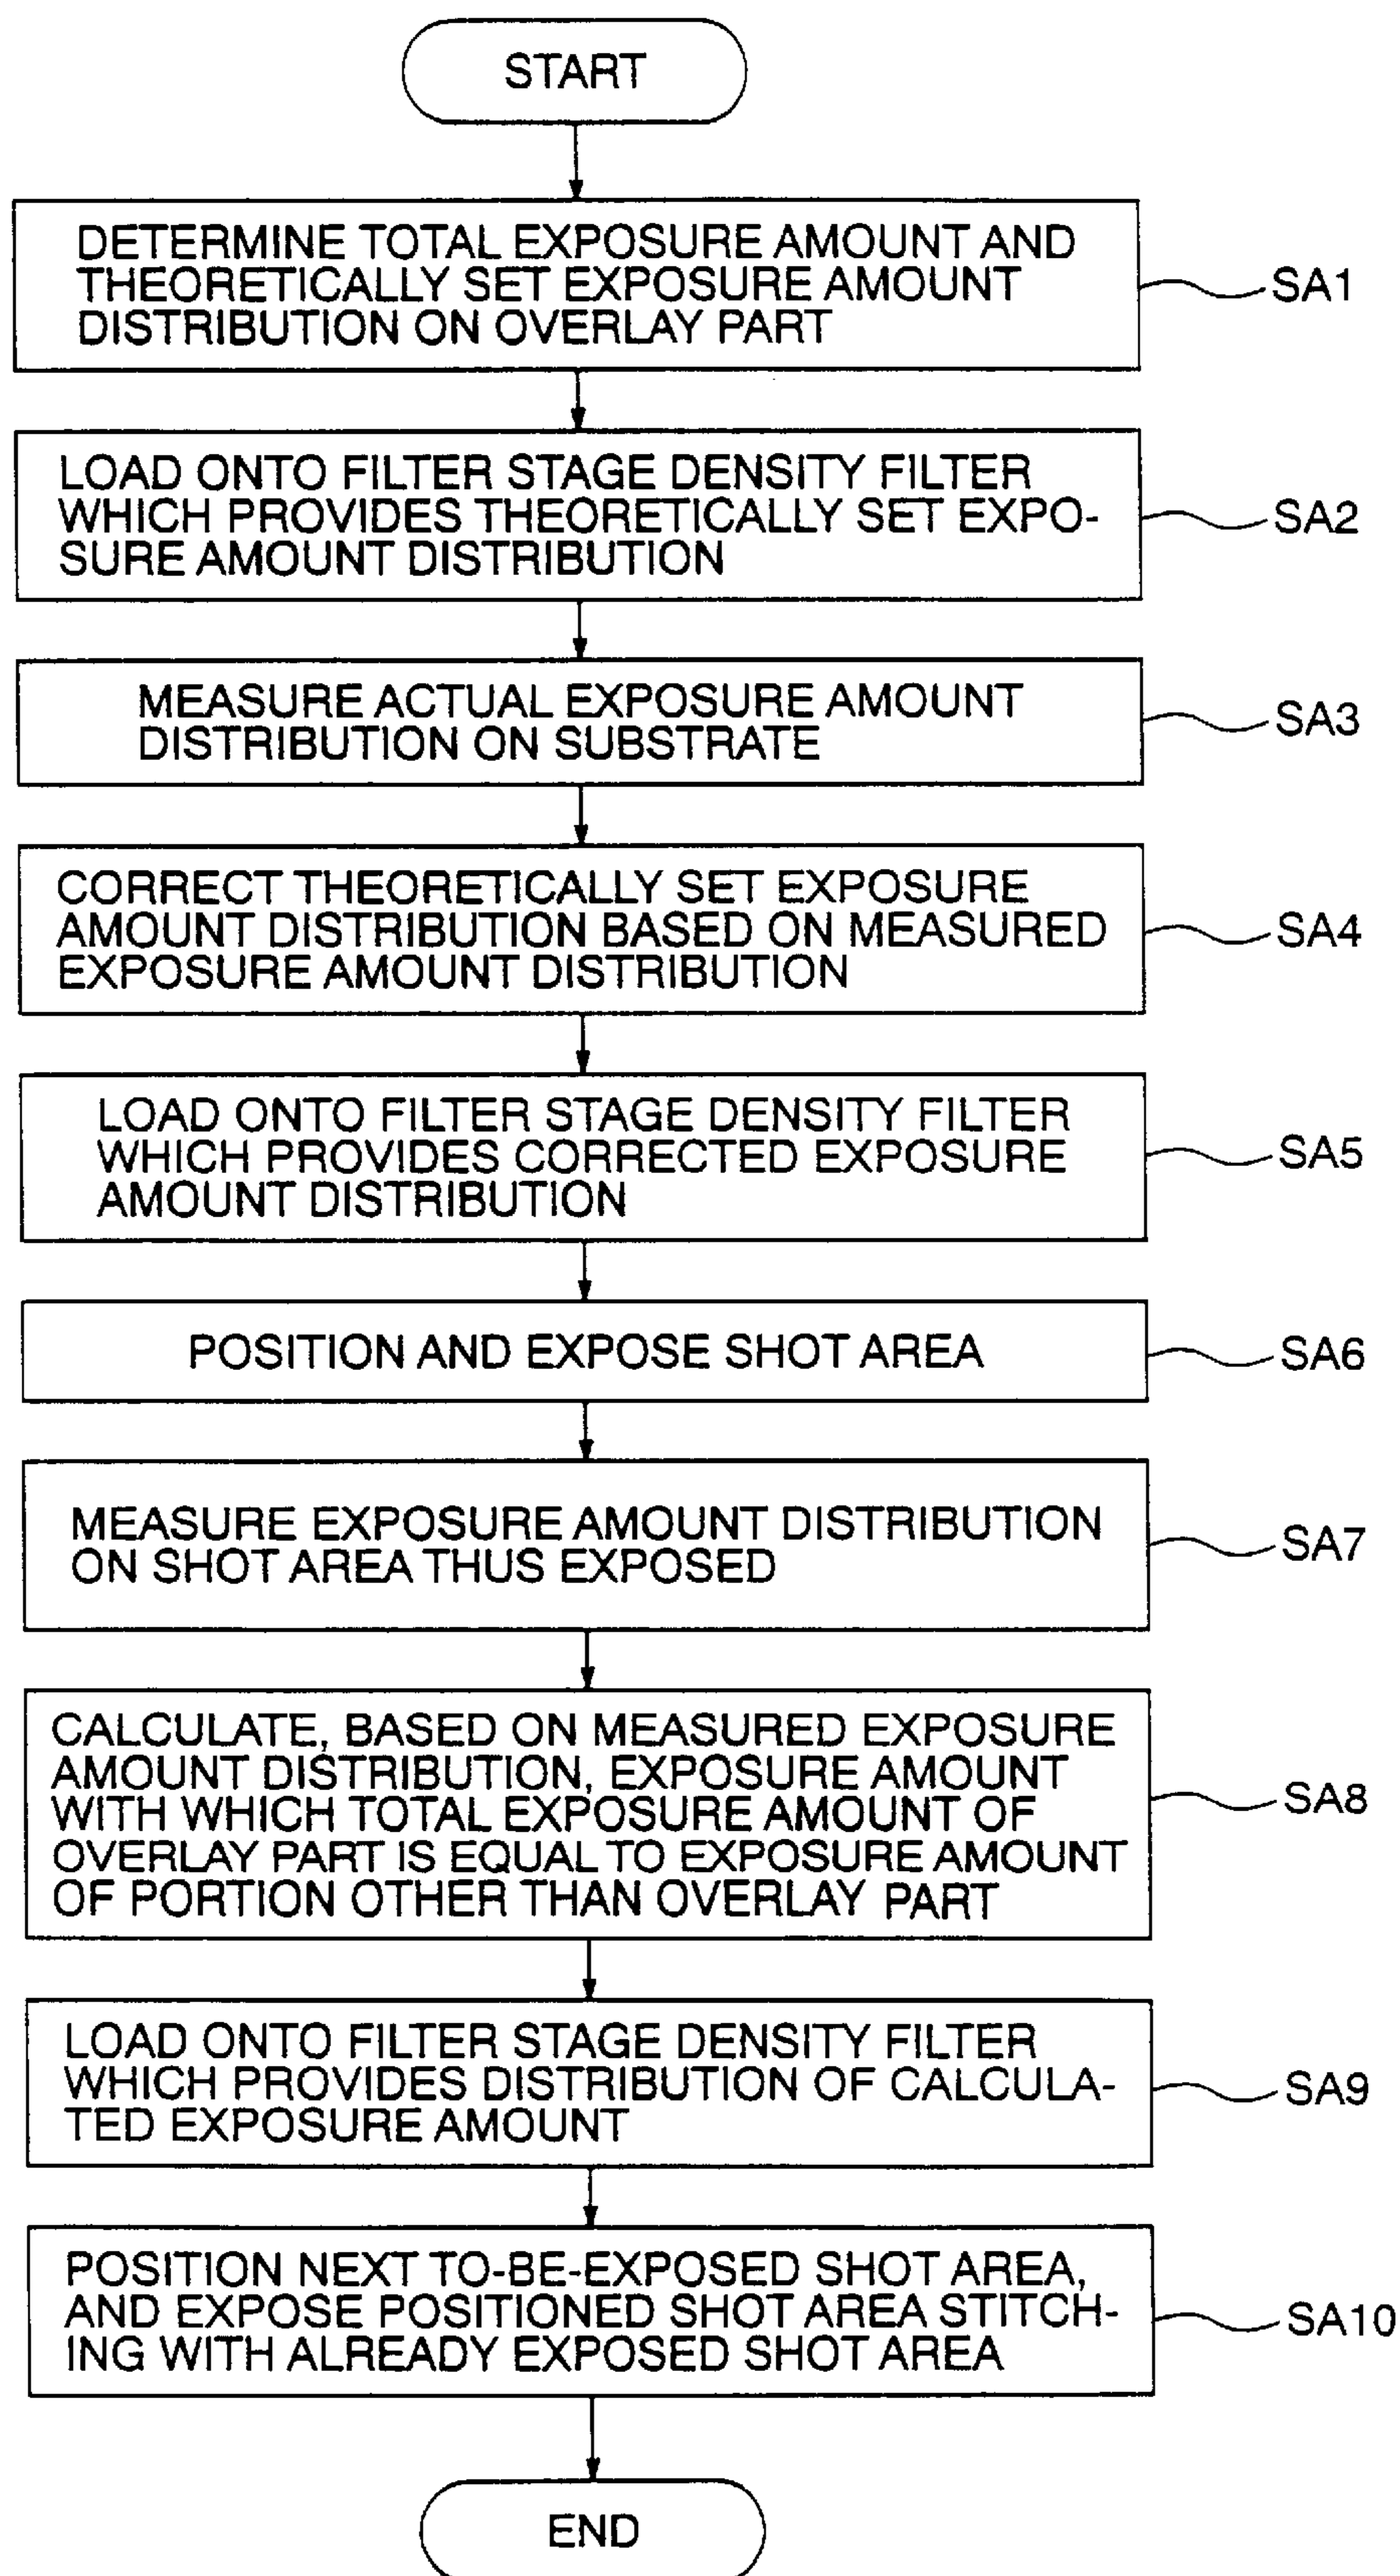 START
DETERMINE TOTAL EXPOSURE AMOUNT AND
THEORETICALLY SET EXPOSURE AMOUNT
DISTRIBUTION ON OVERLAY PART
SA1
LOAD ONTO FILTER STAGE DENSITY FILTER
WHICH PROVIDES THEORETICALLY SET EXPO-
SURE AMOUNT DISTRIBUTION
SA2
MEASURE ACTUAL EXPOSURE AMOUNT
DISTRIBUTION ON SUBSTRATE
SA3
CORRECT THEORETICALLY SET EXPOSURE
AMOUNT DISTRIBUTION BASED ON MEASURED
EXPOSURE AMOUNT DISTRIBUTION
SA4
LOAD ONTO FILTER STAGE DENSITY FILTER
WHICH PROVIDES CORRECTED EXPOSURE
AMOUNT DISTRIBUTION
SA5
POSITION AND EXPOSE SHOT AREA
SA6
MEASURE EXPOSURE AMOUNT DISTRIBUTION
ON SHOT AREA THUS EXPOSED
SA7
CALCULATE, BASED ON MEASURED EXPOSURE
AMOUNT DISTRIBUTION, EXPOSURE AMOUNT
WITH WHICH TOTAL EXPOSURE AMOUNT OF
OVERLAY PART IS EQUAL TO EXPOSURE AMOUNT
OF PORTION OTHER THAN OVERLAY PART
SA8
LOAD ONTO FILTER STAGE DENSITY FILTER
WHICH PROVIDES DISTRIBUTION OF CALCULA-
TED EXPOSURE AMOUNT
SA9
POSITION NEXT TO-BE-EXPOSED SHOT AREA,
AND EXPOSE POSITIONED SHOT AREA STITCH-
ING WITH ALREADY EXPOSED SHOT AREA
SA10
END